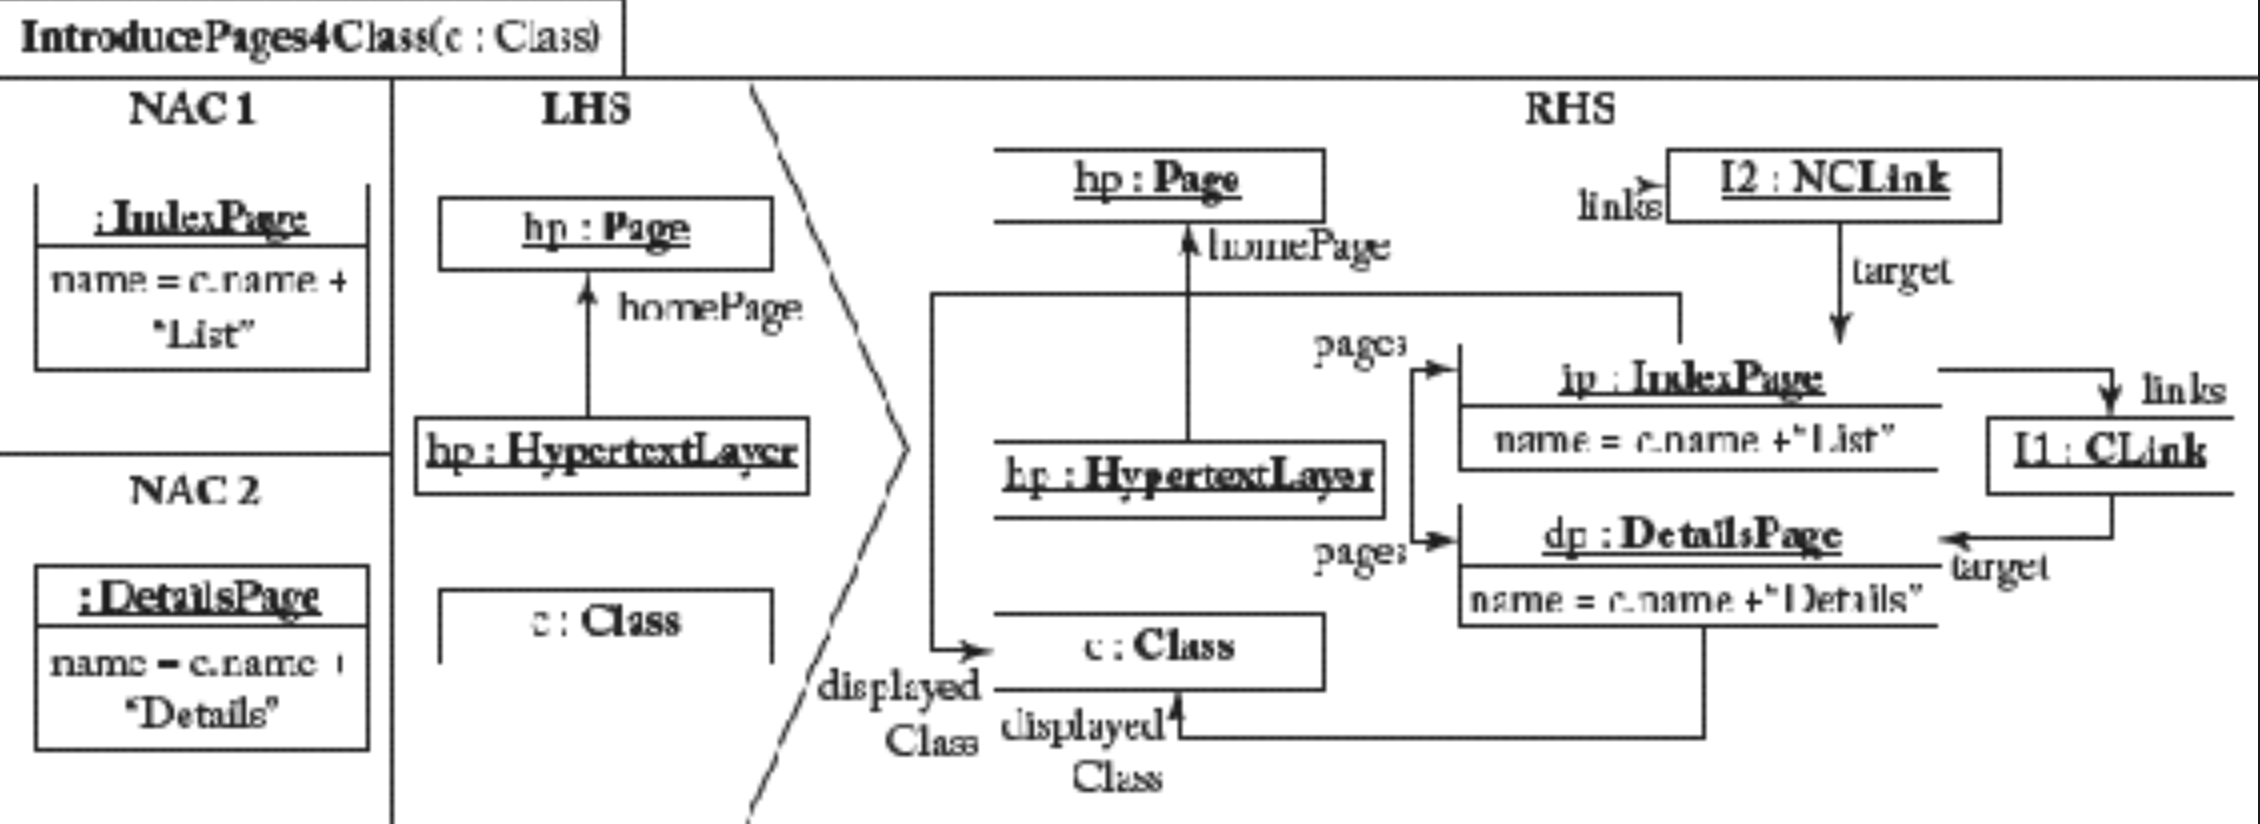 IntroducePages4Class(c : Class)
NAC 1
: IndexPage
name = c.name +
"List"
NAC 2
: DetailsPage
name = c.name +
"Details"
LHS
hp : Page
homePage
hp : HypertextLayer
c : Class
RHS
hp : Page
homePage
links
l2 : NCLink
target
pages
ip : IndexPage
name = c.name +"List"
links
l1 : CLink
hp : HypertextLayer
pages
dp : DetailsPage
name = c.name +"Details"
target
c : Class
displayed
Class
displayed
Class